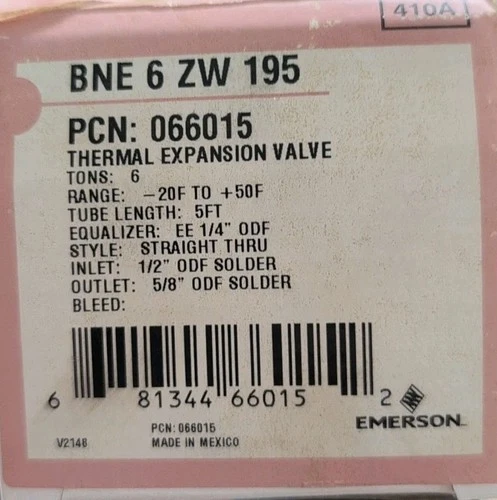 410A
BNE 6 ZW 195
PCN: 066015
THERMAL EXPANSION VALVE
TONS: 6
RANGE: -20F TO +50F
TUBE LENGTH: 5FT
EQUALIZER: EE 1/4" ODF
STYLE: STRAIGHT THRU
INLET: 1/2" ODF SOLDER
OUTLET: 5/8" ODF SOLDER
BLEED:
6 81344 66015 2
EMERSON
PCN: 066015
V2148 MADE IN MEXICO